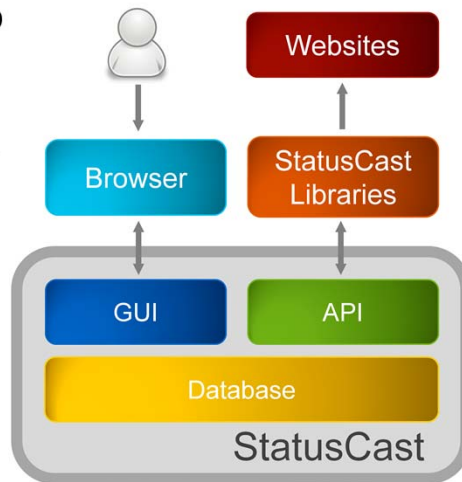 Websites
Browser
StatusCast
Libraries
GUI
API
Database
StatusCast